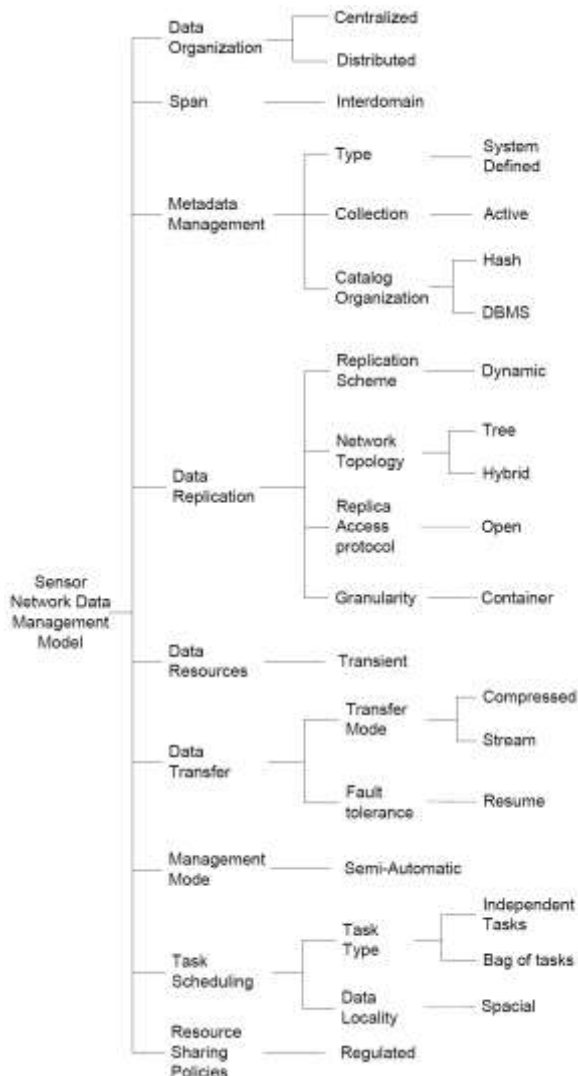 Sensor
Network Data
Management
Model
Data
Organization
Centralized
Distributed
Span
Interdomain
Metadata
Management
Type
System
Defined
Collection
Active
Catalog
Organization
Hash
DBMS
Data
Replication
Replication
Scheme
Dynamic
Network
Topology
Tree
Hybrid
Replica
Access
protocol
Open
Granularity
Container
Data
Resources
Transient
Data
Transfer
Transfer
Mode
Compressed
Stream
Fault
tolerance
Resume
Management
Mode
Semi-Automatic
Task
Scheduling
Task
Type
Independent
Tasks
Bag of tasks
Data
Locality
Spacial
Resource
Sharing
Policies
Regulated